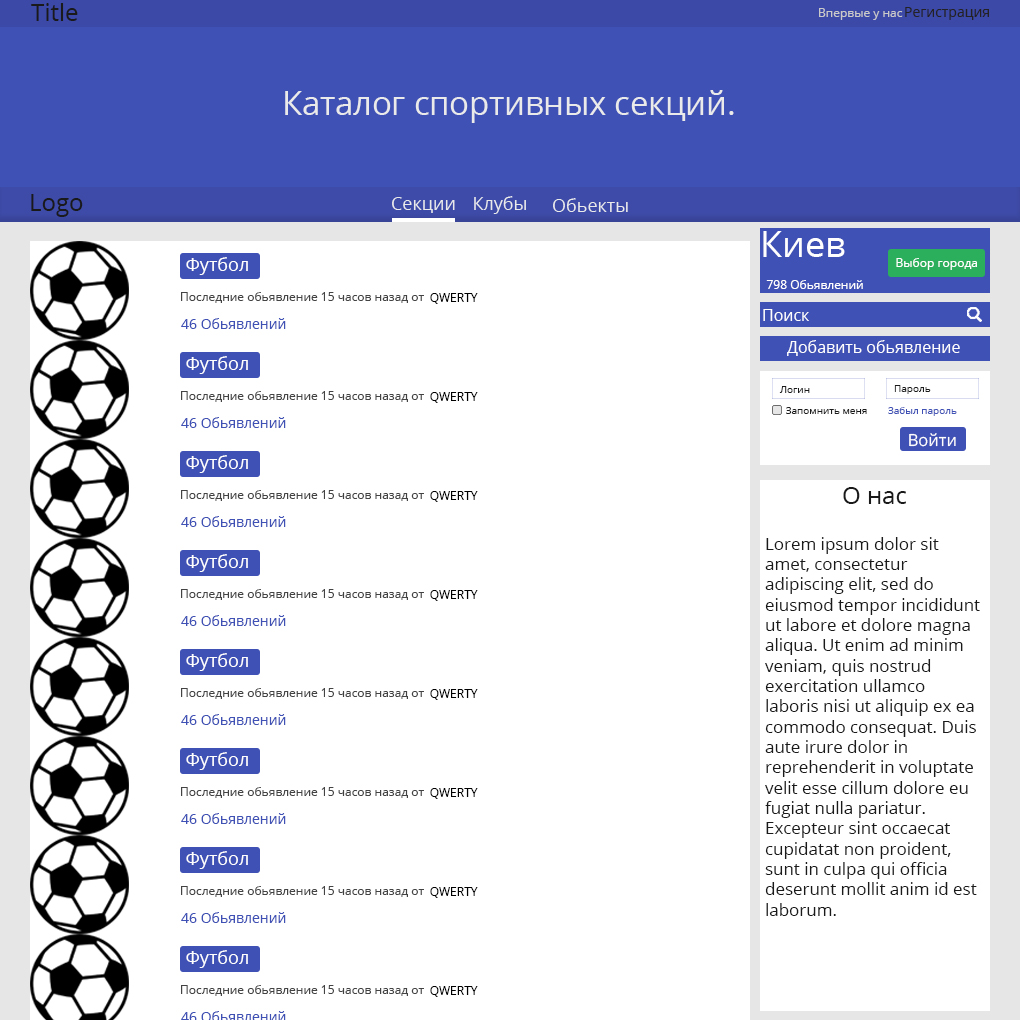 Title
Впервые у нас Регистрация
Каталог спортивных секций.
Logo
Секции Клубы Обьекты
Футбол
Последние обьявление 15 часов назад от QWERTY
46 Обьявлений
Футбол
Последние обьявление 15 часов назад от QWERTY
46 Обьявлений
Футбол
Последние обьявление 15 часов назад от QWERTY
46 Обьявлений
Футбол
Последние обьявление 15 часов назад от QWERTY
46 Обьявлений
Футбол
Последние обьявление 15 часов назад от QWERTY
46 Обьявлений
Футбол
Последние обьявление 15 часов назад от QWERTY
46 Обьявлений
Футбол
Последние обьявление 15 часов назад от QWERTY
46 Обьявлений
Футбол
Последние обьявление 15 часов назад от QWERTY
46 Обьявлений
Киев
Выбор города
798 Обьявлений
Поиск
Добавить обьявление
Логин Пароль
Запомнить меня Забыл пароль
Войти
О нас
Lorem ipsum dolor sit
amet, consectetur
adipiscing elit, sed do
eiusmod tempor incididunt
ut labore et dolore magna
aliqua. Ut enim ad minim
veniam, quis nostrud
exercitation ullamco
laboris nisi ut aliquip ex ea
commodo consequat. Duis
aute irure dolor in
reprehenderit in voluptate
velit esse cillum dolore eu
fugiat nulla pariatur.
Excepteur sint occaecat
cupidatat non proident,
sunt in culpa qui officia
deserunt mollit anim id est
laborum.